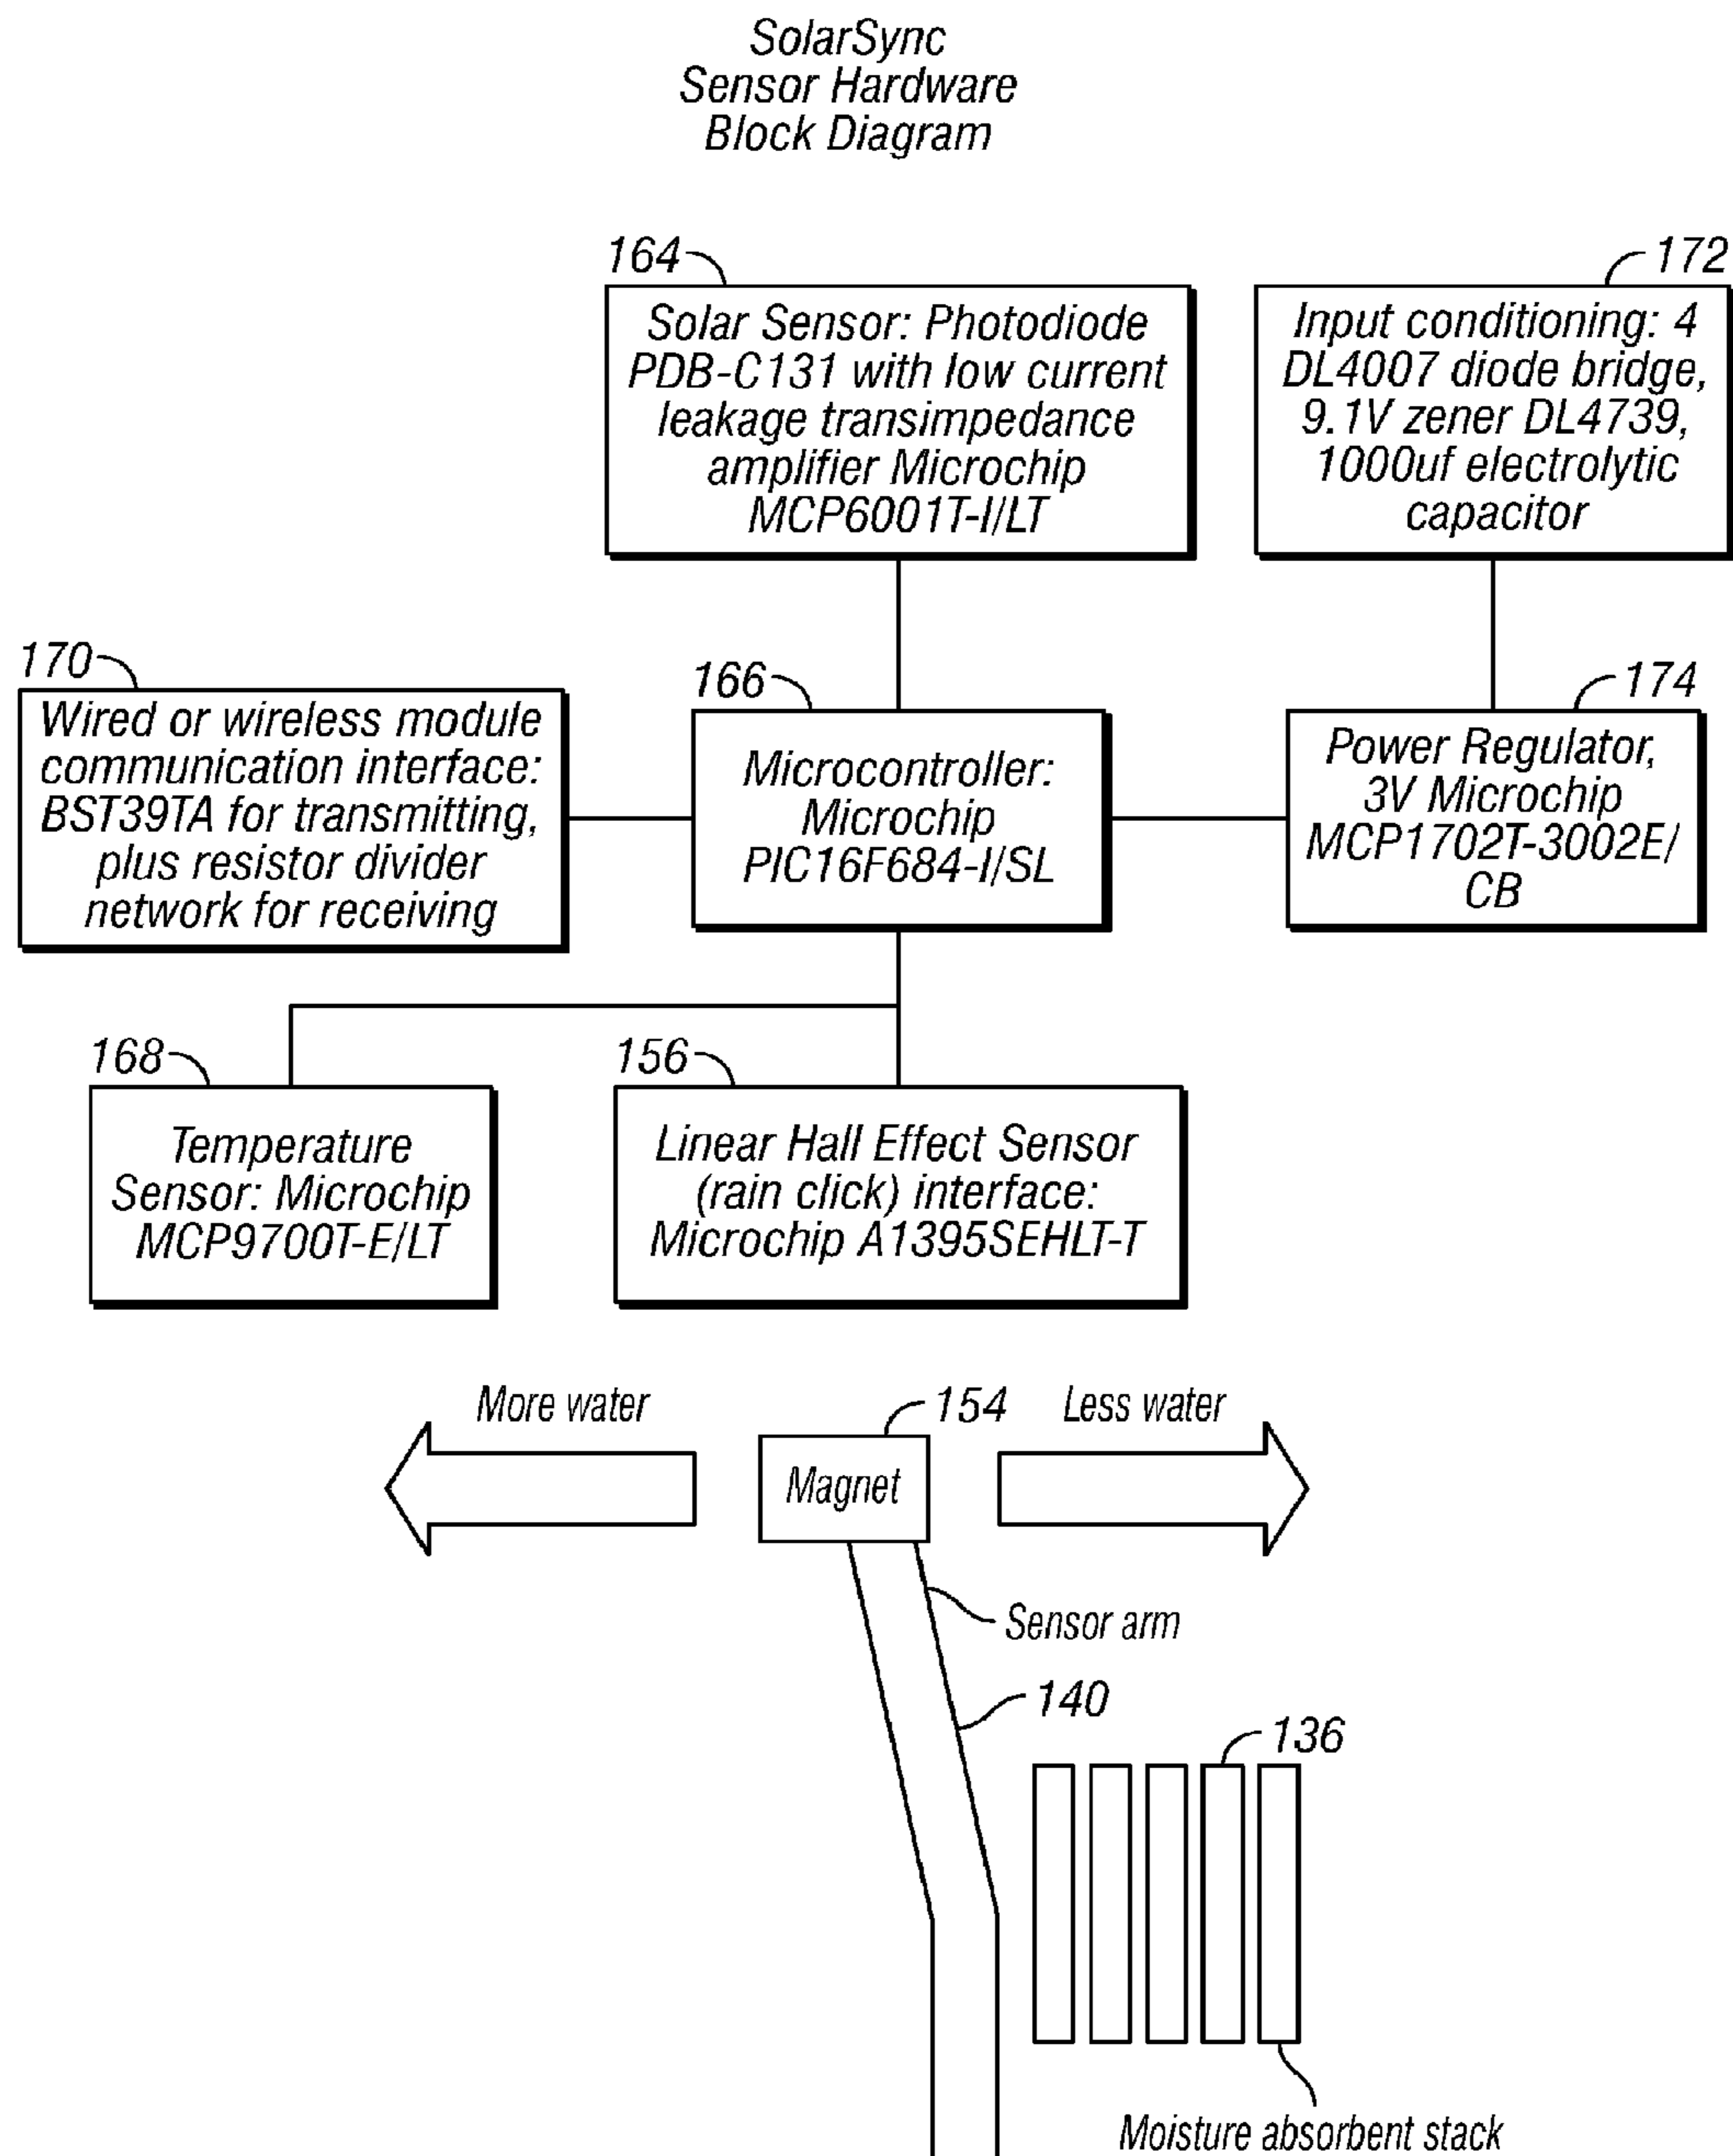 SolarSync
Sensor Hardware
Block Diagram
164
Solar Sensor: Photodiode
PDB-C131 with low current
leakage transimpedance
amplifier Microchip
MCP6001T-I/LT
172
Input conditioning: 4
DL4007 diode bridge,
9.1V zener DL4739,
1000uf electrolytic
capacitor
170
Wired or wireless module
communication interface:
BST39TA for transmitting,
plus resistor divider
network for receiving
166
Microcontroller:
Microchip
PIC16F684-I/SL
174
Power Regulator,
3V Microchip
MCP1702T-3002E/
CB
168
Temperature
Sensor: Microchip
MCP9700T-E/LT
156
Linear Hall Effect Sensor
(rain click) interface:
Microchip A1395SEHLT-T
More water
154
Less water
Magnet
Sensor arm
140
136
Moisture absorbent stack